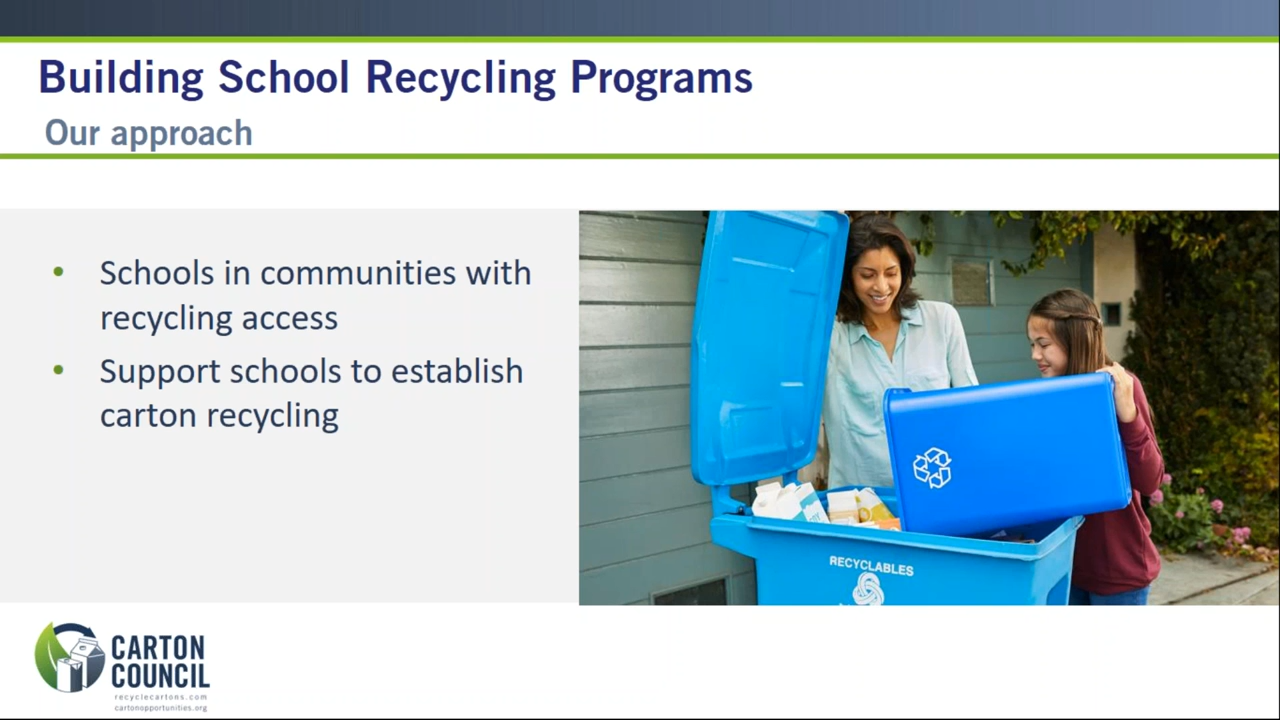 Building School Recycling Programs
Our approach
• Schools in communities with
recycling access
• Support schools to establish
carton recycling
RECYCLABLES
CARTON
COUNCIL
recyclecartons.com
cartonopportunities.org